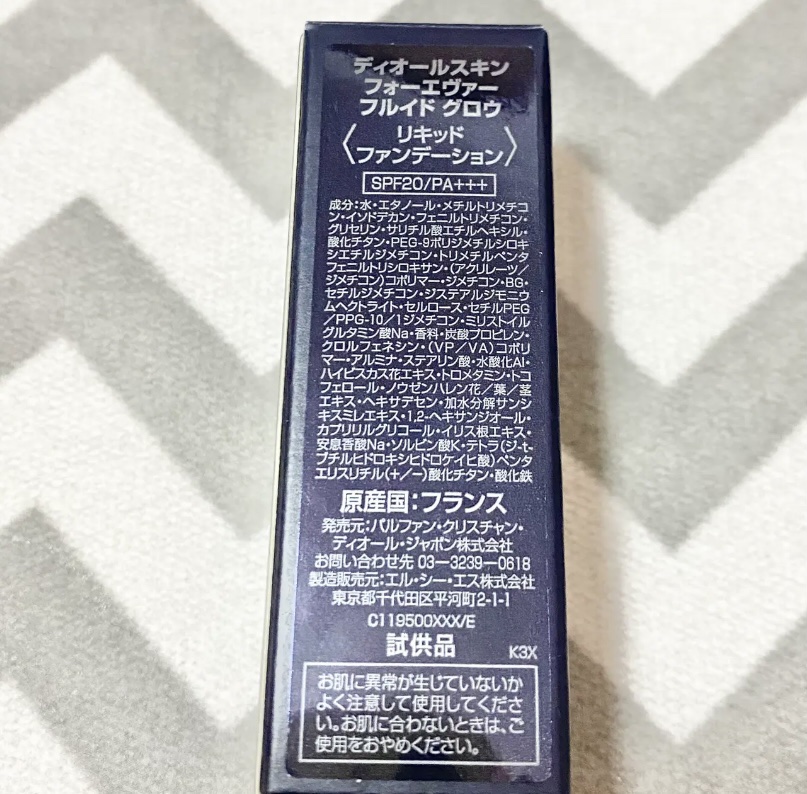 ディオールスキン
フォーエヴァー
フルイド グロウ
〈リキッド
ファンデーション〉
SPF20/PA+++
成分:水・エタノール・メチルトリメチコ
ン・イソドデカン・フェニルトリメチコン・
グリセリン・サリチル酸エチルヘキシル・
酸化チタン・PEG-9ポリジメチルシロキ
シエチルジメチコン・トリメチルペンタ
フェニルトリシロキサン・(アクリレーツ/
ジメチコン)コポリマー・ジメチコン・BG・
セチルジメチコン・ジステアルジモニウ
ムヘクトライト・セルロース・セチルPEG
/PPG-10/1ジメチコン・ミリストイル
グルタミン酸Na・香料・炭酸プロピレン・
クロルフェネシン・(VP/VA)コポリ
マー・アルミナ・ステアリン酸・水酸化Al・
ハイビスカス花エキス・トロメタミン・トコ
フェロール・ノウゼンハレン花/葉/茎
エキス・ヘキサデセン・加水分解サンシ
キスミレエキス・1,2-ヘキサンジオール・
カプリリルグリコール・イリス根エキス・
安息香酸Na・ソルビン酸K・テトラ(ジ-t-
ブチルヒドロキシヒドロケイヒ酸)ペンタ
エリスリチル(+/-)酸化チタン・酸化鉄
原産国:フランス
発売元:パルファン・クリスチャン・
ディオール・ジャポン株式会社
お問い合わせ先 03-3239-0618
製造販売元:エル・シー・エス株式会社
東京都千代田区平河町2-1-1
C119500XXX/E
試供品
K3X
お肌に異常が生じていないか
よく注意して使用してくださ
い。お肌に合わないときは、ご
使用をおやめください。